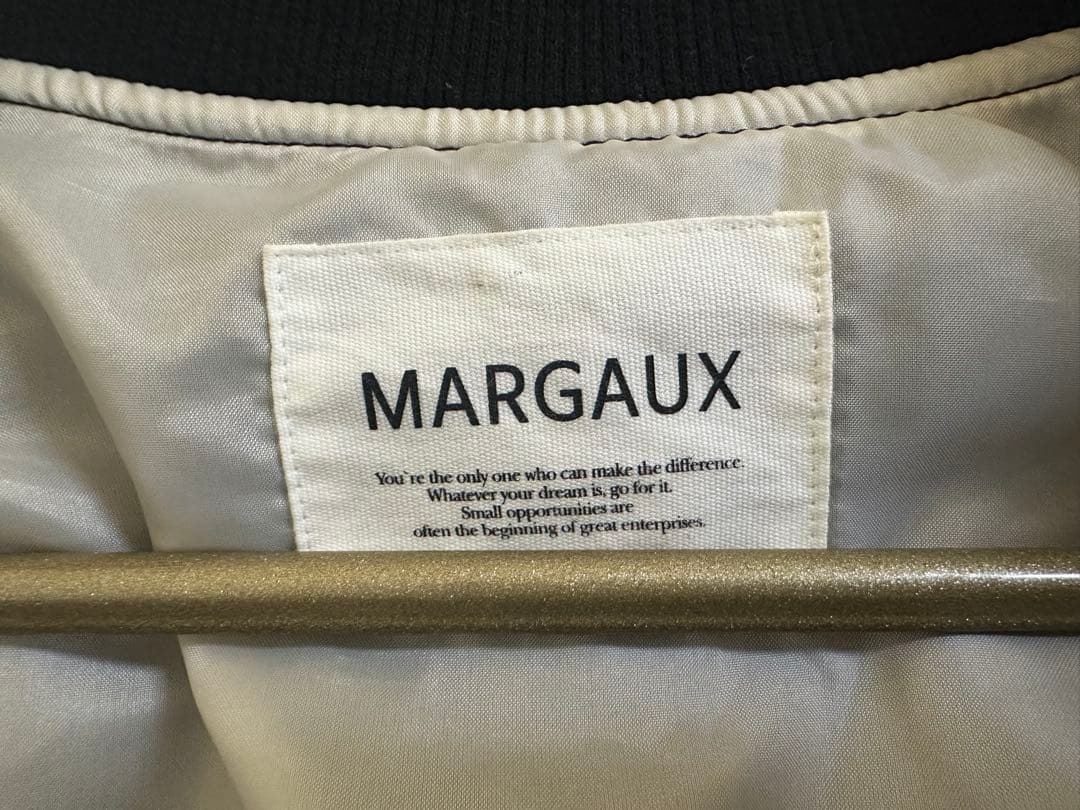 MARGAUX
You`re the only one who can make the difference.
Whatever your dream is, go for it.
Small opportunities are
often the beginning of great enterprises.